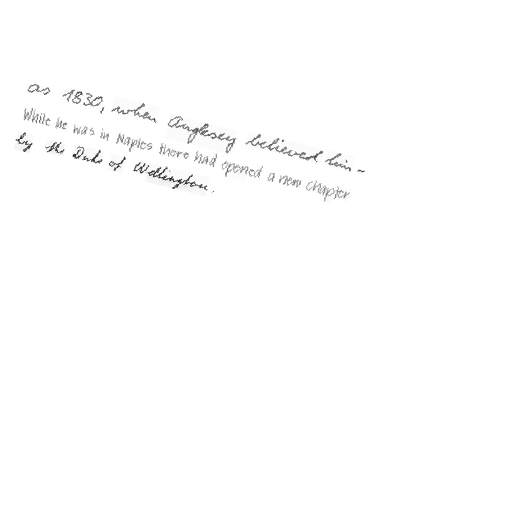 as 1830, when Anglesey believed him-
While he was in Naples there had opened a new chapter
by the Duke of Wellington.